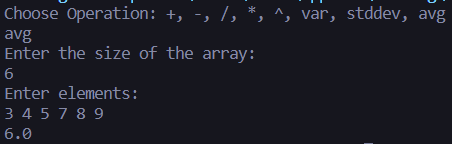 Choose Operation: +, -, /, *, ^, var, stddev, avg
avg
Enter the size of the array:
6
Enter elements:
3 4 5 7 8 9
6.0